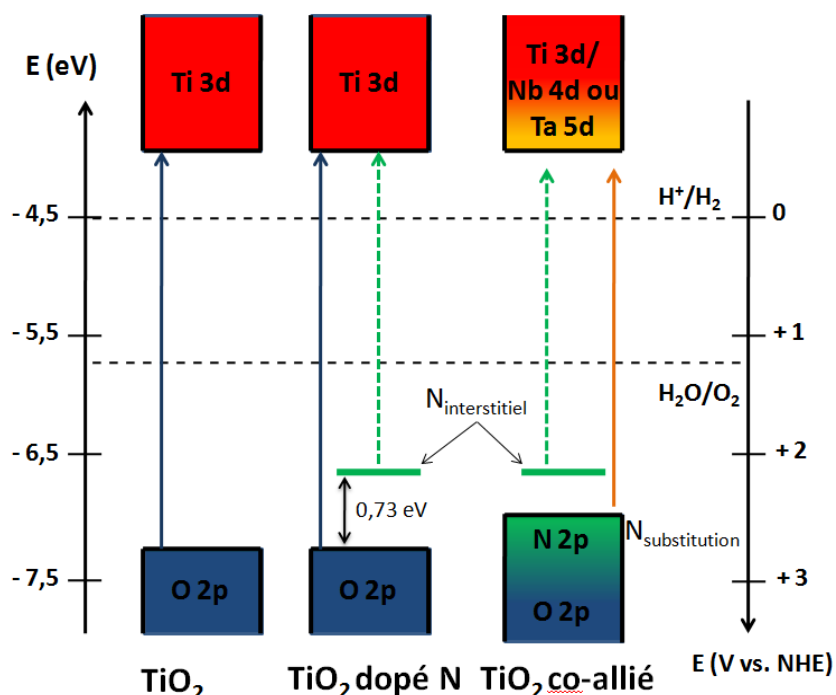 E (eV)
Ti 3d
Ti 3d
Ti 3d/
Nb 4d ou
Ta 5d
H⁺/H₂
- 4,5
0
- 5,5
+ 1
H₂O/O₂
N interstitiel
- 6,5
+ 2
0,73 eV
N 2p
N substitution
- 7,5
O 2p
O 2p
O 2p
+ 3
TiO₂
TiO₂ dopé N
TiO₂ co-allié
E (V vs. NHE)